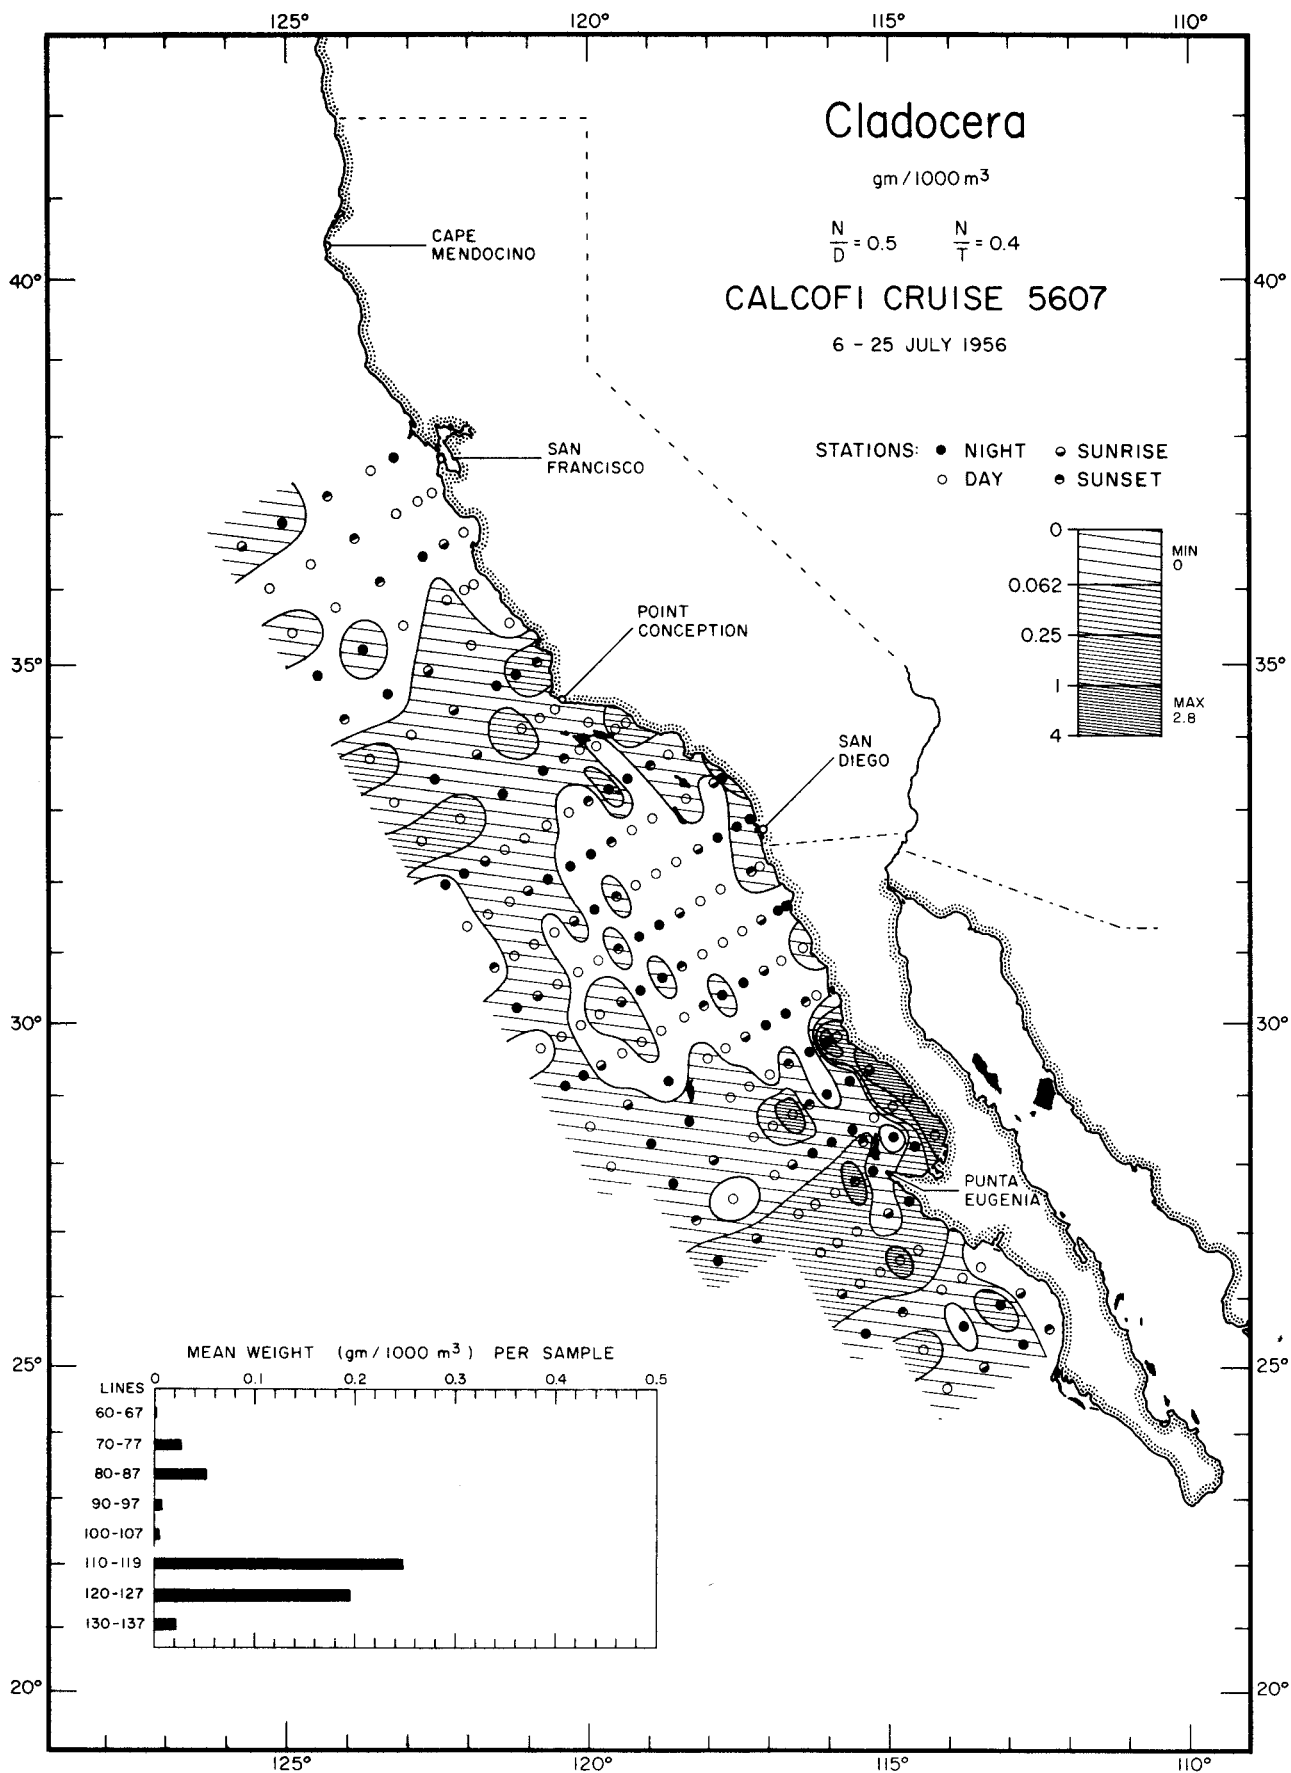 125° 120° 115° 110°
Cladocera
gm/1000 m³
N/D = 0.5 N/T = 0.4
CALCOFI CRUISE 5607
6 – 25 JULY 1956
CAPE
MENDOCINO
40° 40°
STATIONS: ● NIGHT ◒ SUNRISE
○ DAY ◓ SUNSET
SAN
FRANCISCO
0
MIN
0
0.062
0.25
1
MAX
2.8
4
POINT
CONCEPTION
35° 35°
SAN
DIEGO
30° 30°
PUNTA
EUGENIA
25° 25°
MEAN WEIGHT (gm/1000 m³) PER SAMPLE
LINES 0 0.1 0.2 0.3 0.4 0.5
60-67
70-77
80-87
90-97
100-107
110-119
120-127
130-137
20° 20°
125° 120° 115° 110°